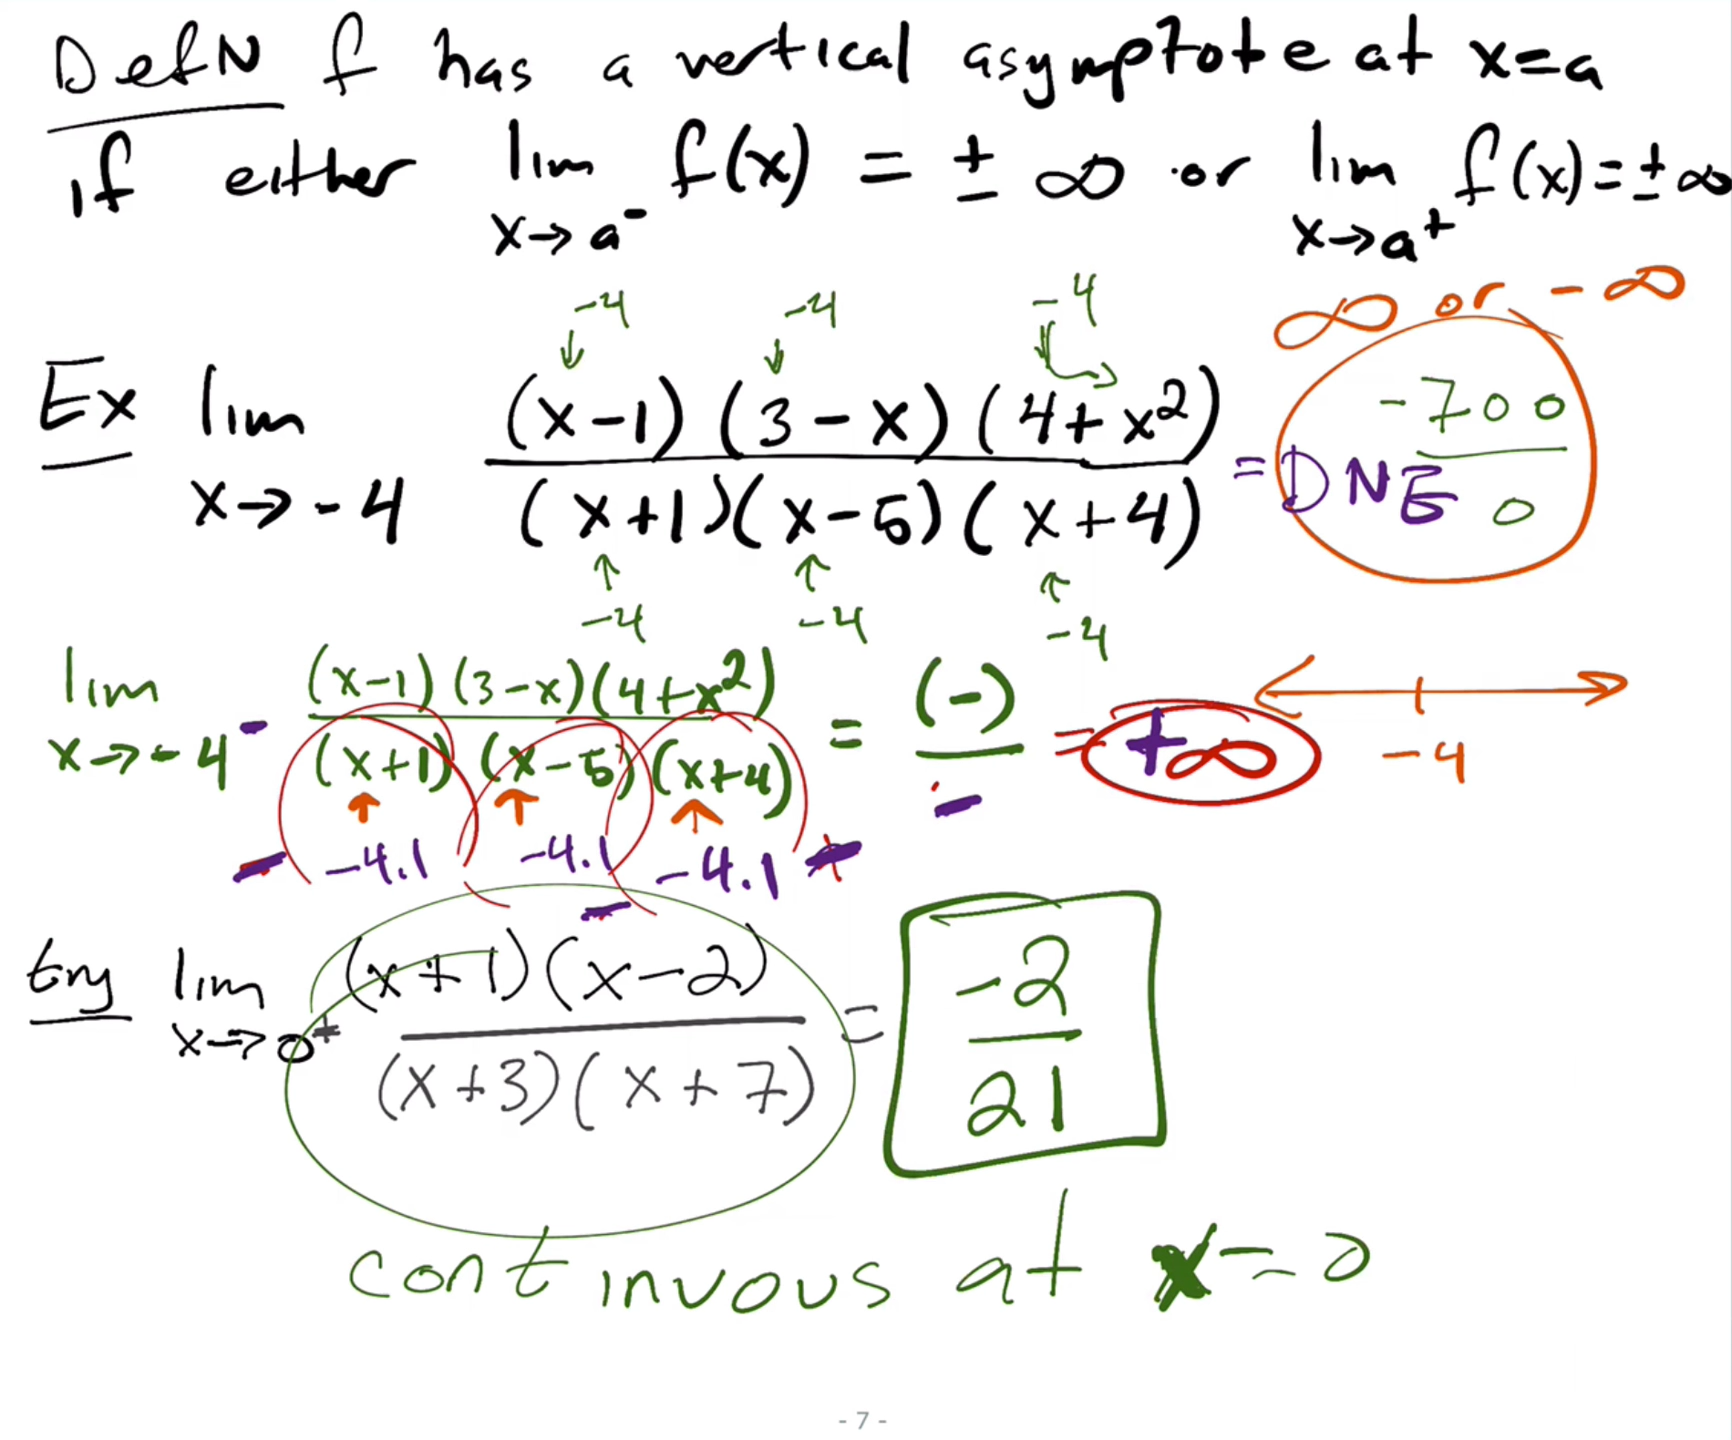 DefN f has a vertical asymptote at x=a
if either lim x→a⁻ f(x) = ±∞ or lim x→a⁺ f(x)=±∞
-4 -4 -4 ∞ or -∞
Ex lim x→-4 (x-1)(3-x)(4+x²) / (x+1)(x-5)(x+4) = DNE -700 / 0
-4 -4 -4
lim x→-4⁻ (x-1)(3-x)(4+x²) / (x+1)(x-5)(x+4) = (-) / - = +∞
-4
- -4.1 - -4.1 -4.1 -
try lim x→0⁺ (x+1)(x-2) / (x+3)(x+7) = -2 / 21
continuous at x=0
- 7 -